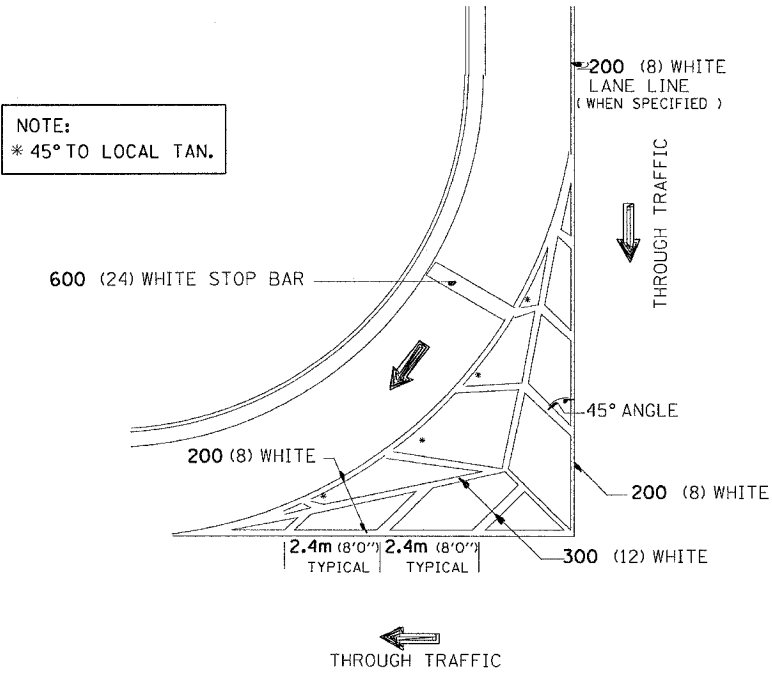 200 (8) WHITE
LANE LINE
( WHEN SPECIFIED )
NOTE:
* 45° TO LOCAL TAN.
THROUGH TRAFFIC
600 (24) WHITE STOP BAR
*
*
45° ANGLE
*
200 (8) WHITE
*
200 (8) WHITE
2.4m (8'0") 2.4m (8'0")
TYPICAL TYPICAL
300 (12) WHITE
THROUGH TRAFFIC